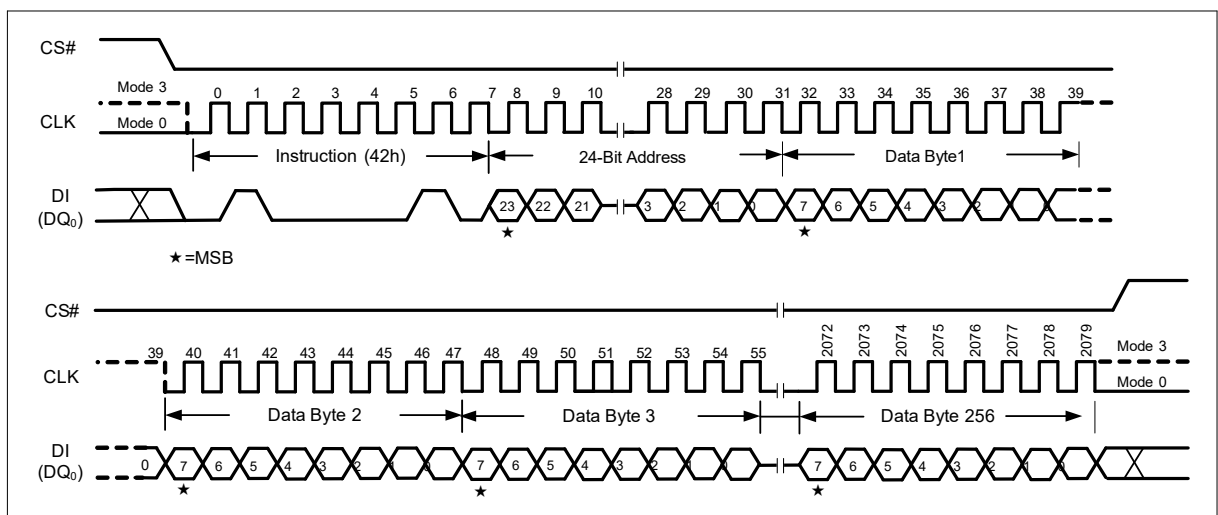 CS#
Mode 3
0 1 2 3 4 5 6 7 8 9 10 28 29 30 31 32 33 34 35 36 37 38 39
CLK
Mode 0
Instruction (42h) 24-Bit Address Data Byte1
DI
(DQ0)
23 22 21 3 2 1 0 7 6 5 4 3 2 1 0
★ ★
★=MSB
CS#
39 40 41 42 43 44 45 46 47 48 49 50 51 52 53 54 55 2072 2073 2074 2075 2076 2077 2078 2079
Mode 3
CLK
Mode 0
Data Byte 2 Data Byte 3 Data Byte 256
DI
(DQ0)
0 7 6 5 4 3 2 1 0 7 6 5 4 3 2 1 0 7 6 5 4 3 2 1 0
★ ★ ★